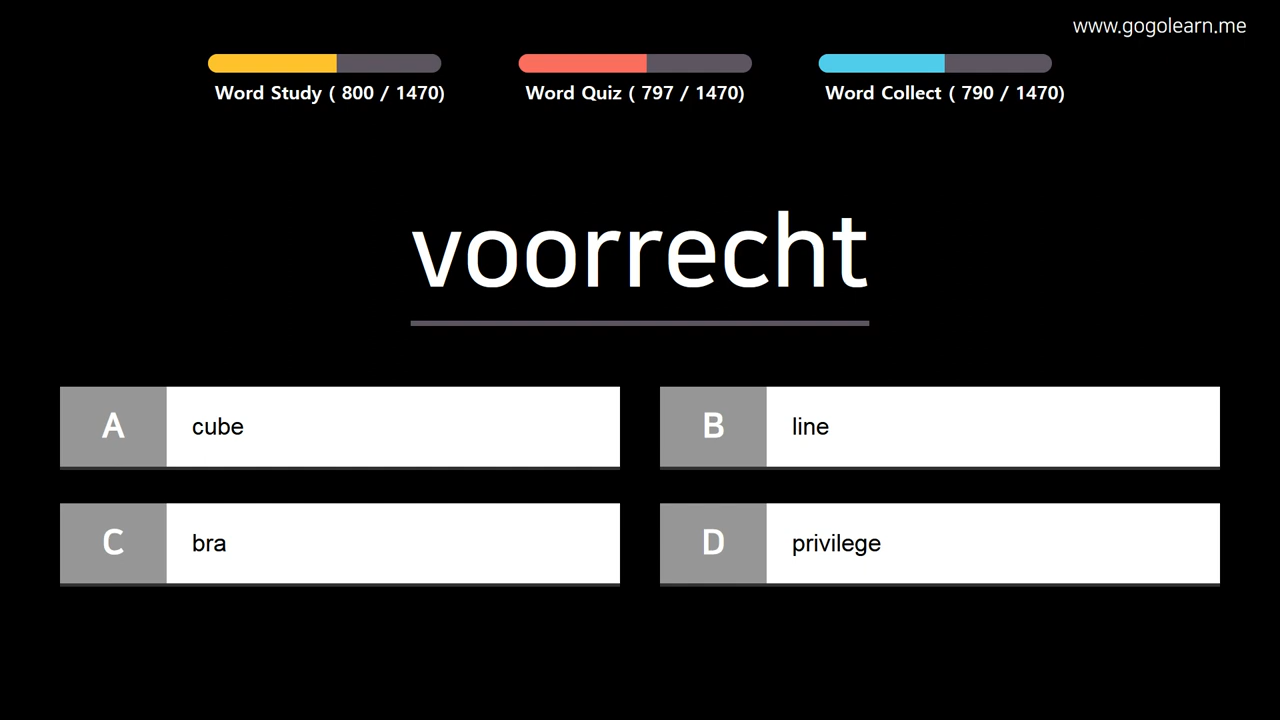 www.gogolearn.me
Word Study ( 800 / 1470)
Word Quiz ( 797 / 1470)
Word Collect ( 790 / 1470)
voorrecht
A cube
B line
C bra
D privilege